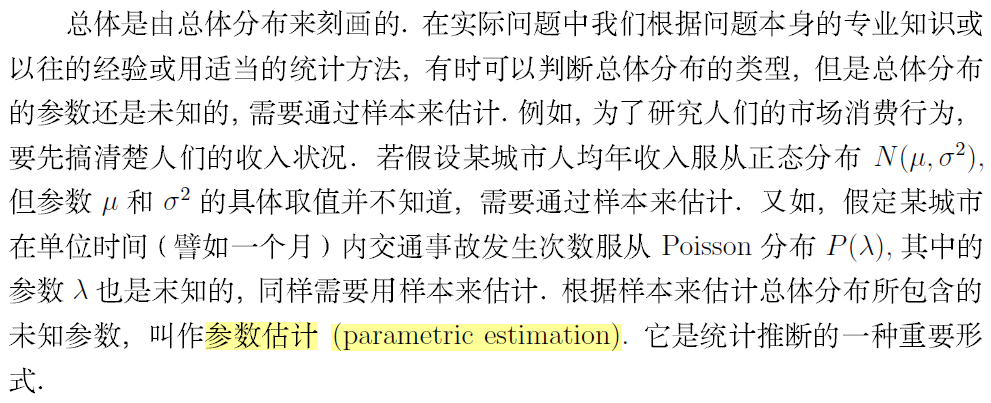 总体是由总体分布来刻画的. 在实际问题中我们根据问题本身的专业知识或
以往的经验或用适当的统计方法, 有时可以判断总体分布的类型, 但是总体分布
的参数还是未知的, 需要通过样本来估计. 例如, 为了研究人们的市场消费行为,
要先搞清楚人们的收入状况. 若假设某城市人均年收入服从正态分布 N(μ, σ²),
但参数 μ 和 σ² 的具体取值并不知道, 需要通过样本来估计. 又如, 假定某城市
在单位时间 (譬如一个月) 内交通事故发生次数服从 Poisson 分布 P(λ), 其中的
参数 λ 也是末知的, 同样需要用样本来估计. 根据样本来估计总体分布所包含的
未知参数, 叫作参数估计 (parametric estimation). 它是统计推断的一种重要形
式.